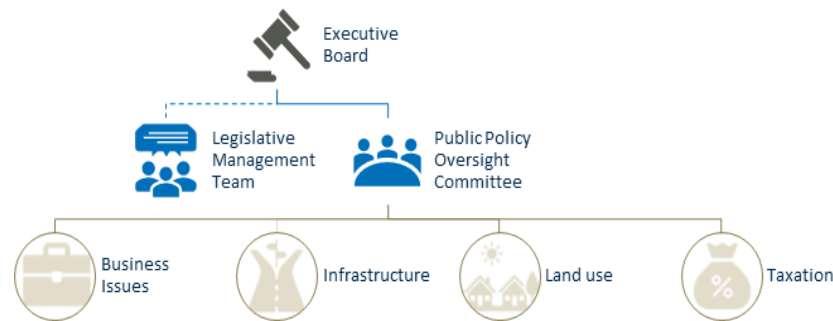 Executive
Board
Legislative
Management
Team
Public Policy
Oversight
Committee
Business
Issues
Infrastructure
Land use
Taxation
%